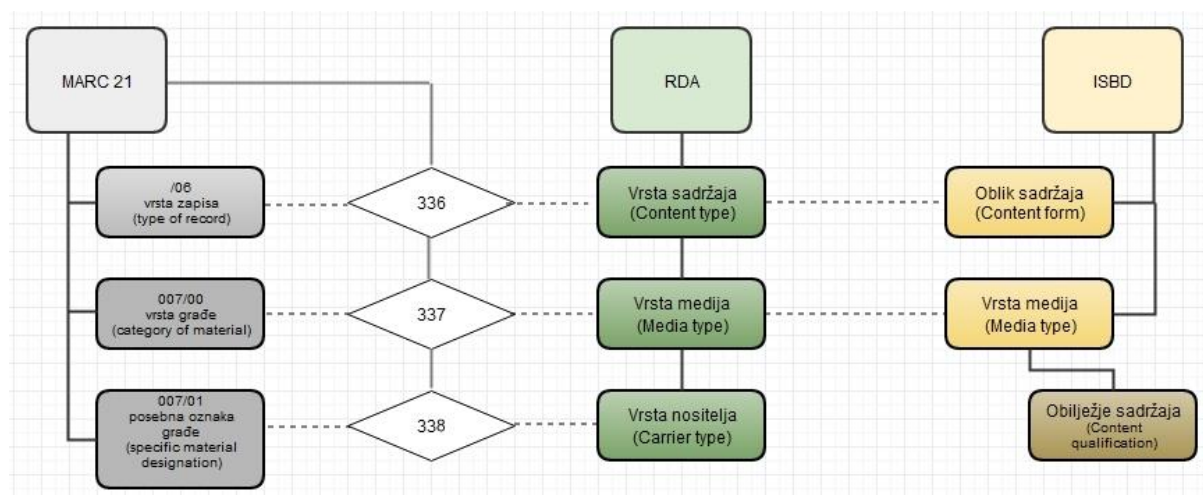 MARC 21
RDA
ISBD
/06
vrsta zapisa
(type of record)
336
Vrsta sadržaja
(Content type)
Oblik sadržaja
(Content form)
007/00
vrsta građe
(category of material)
337
Vrsta medija
(Media type)
Vrsta medija
(Media type)
007/01
posebna oznaka
građe
(specific material
designation)
338
Vrsta nositelja
(Carrier type)
Obilježje sadržaja
(Content
qualification)